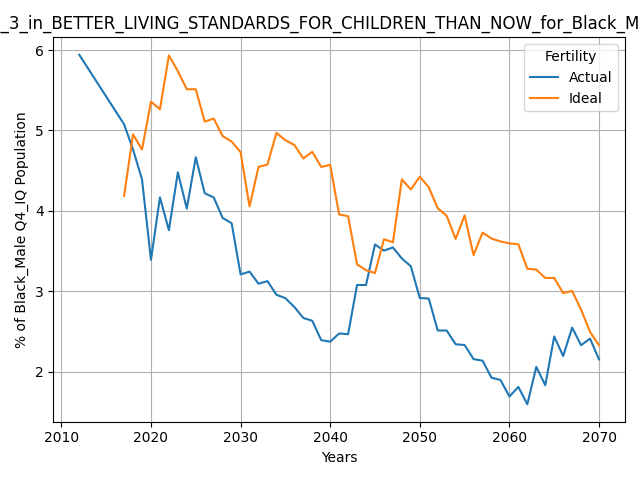 _3_in_BETTER_LIVING_STANDARDS_FOR_CHILDREN_THAN_NOW_for_Black_M
Fertility
Actual
Ideal
% of Black_Male Q4_IQ Population
6
5
4
3
2
2010 2020 2030 2040 2050 2060 2070
Years